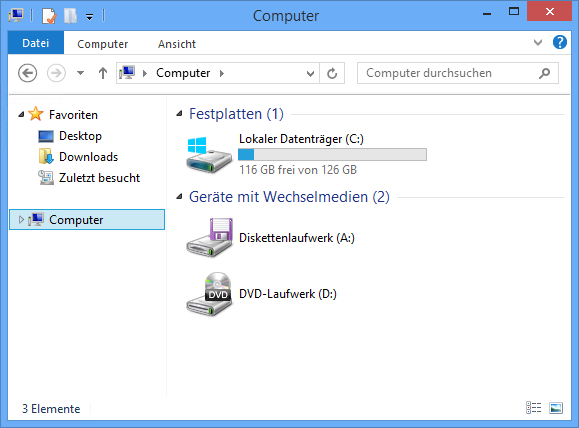 Computer
Datei Computer Ansicht
Computer
Computer durchsuchen
Favoriten
Desktop
Downloads
Zuletzt besucht
Computer
Festplatten (1)
Lokaler Datenträger (C:)
116 GB frei von 126 GB
Geräte mit Wechselmedien (2)
Diskettenlaufwerk (A:)
DVD
DVD-Laufwerk (D:)
3 Elemente